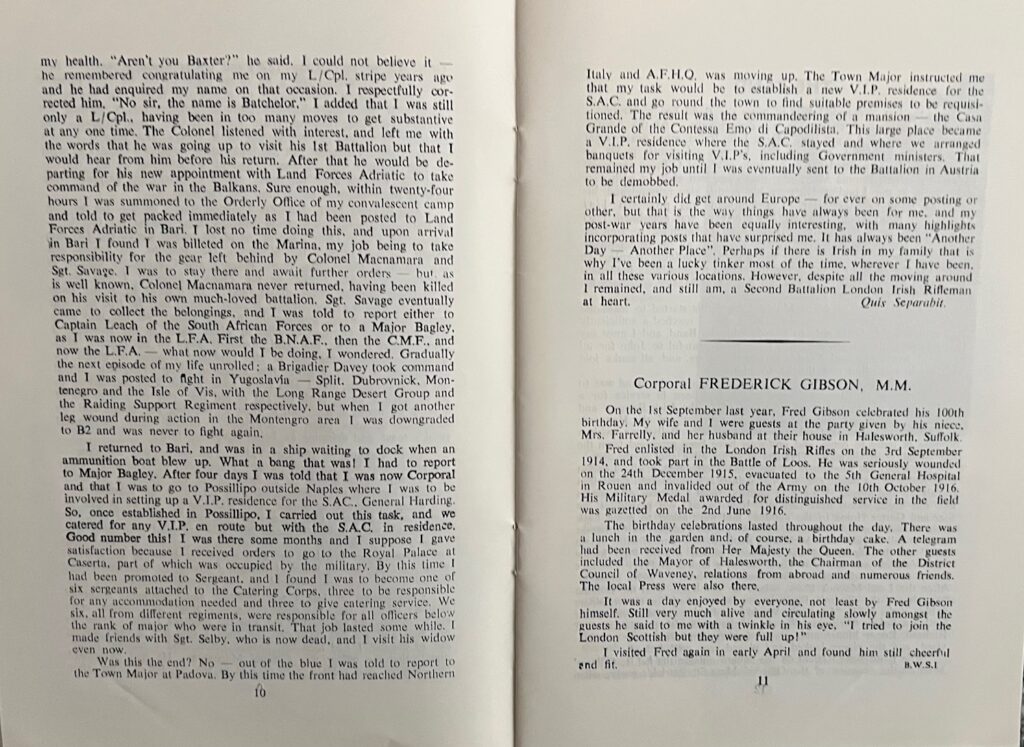 my health. “Aren't you Baxter?” he said. I could not believe it —
he remembered congratulating me on my L/Cpl. stripe years ago
and he had enquired my name on that occasion. I respectfully cor-
rected him, “No sir, the name is Batchelor.” I added that I was still
only a L/Cpl., having been in too many moves to get substantive
at any one time. The Colonel listened with interest, and left me with
the words that he was going up to visit his 1st Battalion but that I
would hear from him before his return. After that he would be de-
parting for his new appointment with Land Forces Adriatic to take
command of the war in the Balkans. Sure enough, within twenty-four
hours I was summoned to the Orderly Office of my convalescent camp
and told to get packed immediately as I had been posted to Land
Forces Adriatic in Bari. I lost no time doing this, and upon arrival
in Bari I found I was billeted on the Marina, my job being to take
responsibility for the gear left behind by Colonel Macnamara and
Sgt. Savage. I was to stay there and await further orders — but as
is well known, Colonel Macnamara never returned, having been killed
on his visit to his own much-loved battalion. Sgt. Savage eventually
came to collect the belongings, and I was told to report either to
Captain Leach of the South African Forces or to a Major Bagley,
as I was now in the L.F.A. First the B.N.A.F., then the C.M.F., and
now the L.F.A. — what now would I be doing, I wondered. Gradually
the next episode of my life unrolled: a Brigadier Davey took command
and I was posted to fight in Yugoslavia — Split, Dubrovnick, Mon-
tenegro and the Isle of Vis, with the Long Range Desert Group and
the Raiding Support Regiment respectively, but when I got another
leg wound during action in the Montengro area I was downgraded
to B2 and was never to fight again.
I returned to Bari, and was in a ship waiting to dock when an
ammunition boat blew up. What a bang that was! I had to report
to Major Bagley. After four days I was told that I was now Corporal
and that I was to go to Possillipo outside Naples where I was to be
involved in setting up a V.I.P. residence for the S.AC., General Harding.
So, once established in Possillipo, I carried out this task, and we
catered for any V.I.P. en route but with the S.A.C. in residence.
Good number this! I was there some months and I suppose I gave
satisfaction because I received orders to go to the Royal Palace at
Caserta, part of which was occupied by the military. By this time I
had been promoted to Sergeant, and I found I was to become one of
six sergeants attached to the Catering Corps, three to be responsible
for any accommodation needed and three to give catering service. We
six, all from different regiments, were responsible for all officers below
the rank of major who were in transit. That job lasted some while. I
made friends with Sgt. Selby, who is now dead, and I visit his widow
even now.
Was this the end? No — out of the blue I was told to report to
the Town Major at Padova. By this time the front had reached Northern
10
Italy and A.F.H.Q. was moving up. The Town Major instructed me
that my task would be to establish a new V.I.P. residence for the
S.A.C. and go round the town to find suitable premises to be requisi-
tioned. The result was the commandeering of a mansion — the Casa
Grande of the Contessa Emo di Capodilista. This large place became
a V.I.P. residence where the S.A.C. stayed and where we arranged
banquets for visiting V.I.P's, including Government ministers. That
remained my job until I was eventually sent to the Battalion in Austria
to be demobbed.
I certainly did get around Europe — for ever on some posting or
other, but that is the way things have always been for me, and my
post-war years have been equally interesting, with many highlights
incorporating posts that have surprised me. It has always been “Another
Day — Another Place”. Perhaps if there is Irish in my family that is
why I've been a lucky tinker most of the time, wherever I have been,
in all these various locations. However, despite all the moving around
I remained, and still am, a Second Battalion London Irish Rifleman
at heart. Quis Separabit.
Corporal FREDERICK GIBSON, M.M.
On the 1st September last year, Fred Gibson celebrated his 100th
birthday. My wife and I were guests at the party given by his niece,
Mrs. Farrelly, and her husband at their house in Halesworth, Suffolk.
Fred enlisted in the London Irish Rifles on the 3rd September
1914, and took part in the Battle of Loos. He was seriously wounded
on the 24th December 1915, evacuated to the 5th General Hospital
in Rouen and invalided out of the Army on the 10th October 1916.
His Military Medal awarded for distinguished service in the field
was gazetted on the 2nd June 1916.
The birthday celebrations lasted throughout the day. There was
a lunch in the garden and, of course, a birthday cake. A telegram
had been received from Her Majesty the Queen. The other guests
included the Mayor of Halesworth, the Chairman of the District
Council of Waveney, relations from abroad and numerous friends.
The local Press were also there.
It was a day enjoyed by everyone, not least by Fred Gibson
himself. Still very much alive and circulating slowly amongst the
guests he said to me with a twinkle in his eye, “I tried to join the
London Scottish but they were full up!”
I visited Fred again in early April and found him still cheerful
end fit. B.W.S.I
11